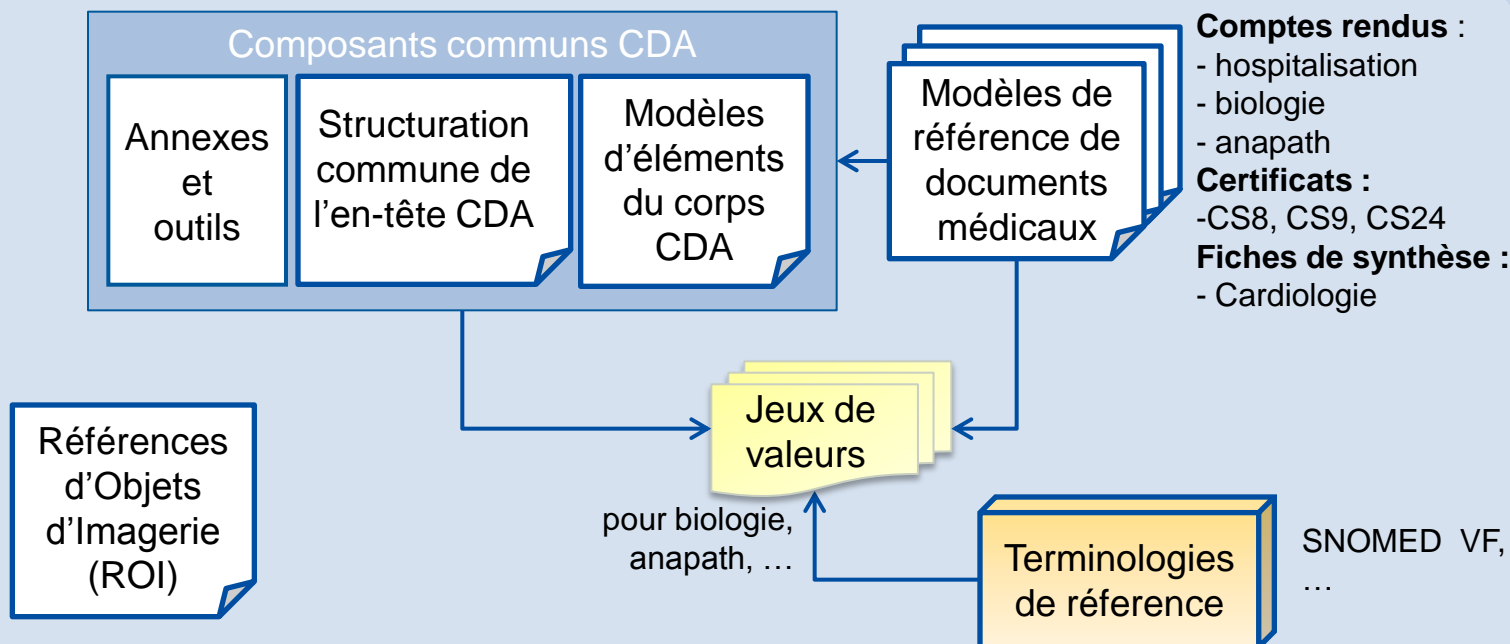 Composants communs CDA
Annexes
et
outils
Structuration
commune de
l'en-tête CDA
Modèles
d'éléments
du corps
CDA
Modèles de
référence de
documents
médicaux
Comptes rendus :
- hospitalisation
- biologie
- anapath
Certificats :
-CS8, CS9, CS24
Fiches de synthèse :
- Cardiologie
Références
d'Objets
d'Imagerie
(ROI)
Jeux de
valeurs
pour biologie,
anapath, …
Terminologies
de réference
SNOMED VF,
…